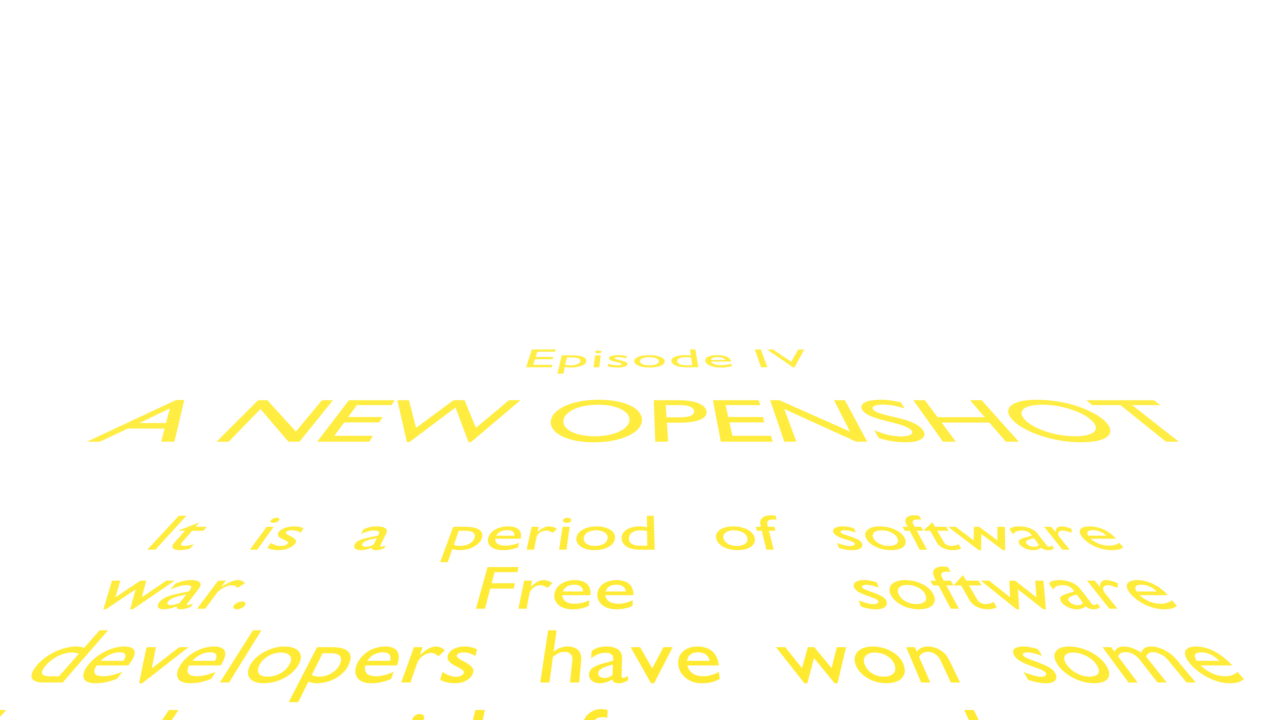 Episode IV
A NEW OPENSHOT
It is a period of software
war. Free software
developers have won some